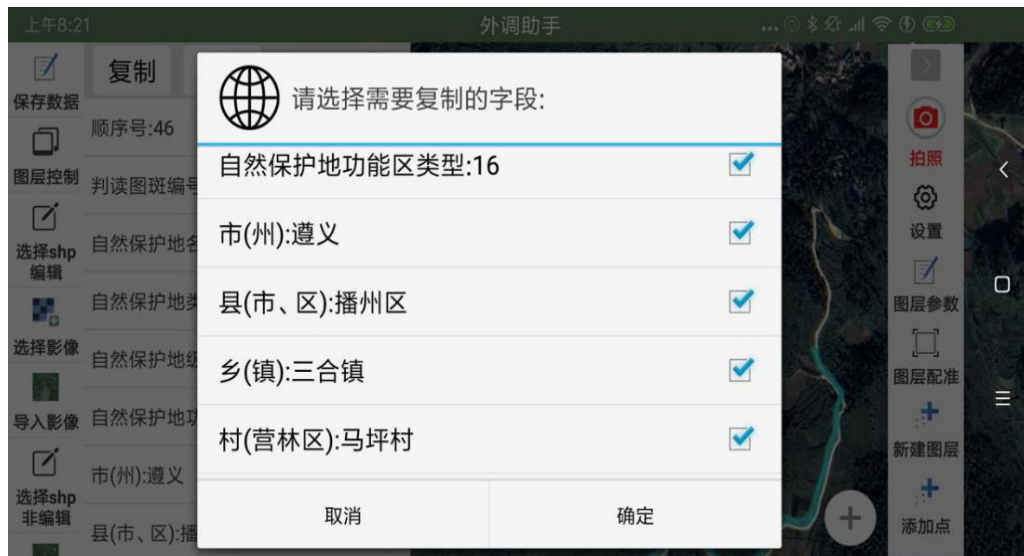 上午8:21
外调助手
保存数据
图层控制
选择shp
编辑
选择影像
导入影像
选择shp
非编辑
复制
顺序号:46
判读图斑编号
自然保护地名
自然保护地类
自然保护地级
自然保护地功
市(州):遵义
县(市、区):播
请选择需要复制的字段:
自然保护地功能区类型:16
市(州):遵义
县(市、区):播州区
乡(镇):三合镇
村(营林区):马坪村
取消
确定
拍照
设置
图层参数
图层配准
新建图层
添加点